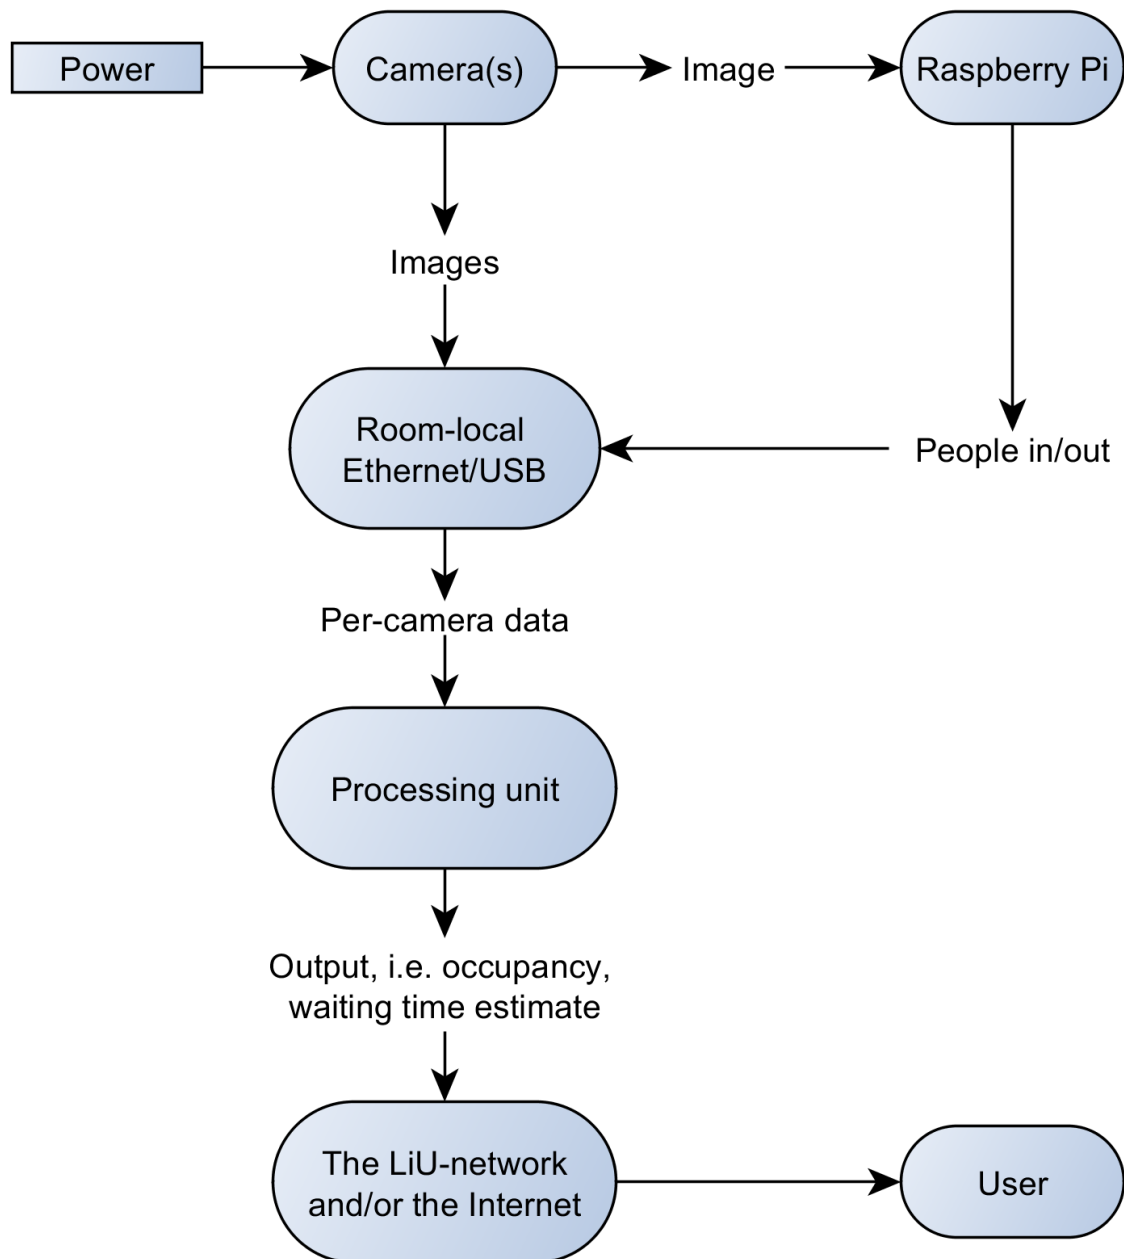 Power
Camera(s)
Image
Raspberry Pi
Images
Room-local
Ethernet/USB
People in/out
Per-camera data
Processing unit
Output, i.e. occupancy,
waiting time estimate
The LiU-network
and/or the Internet
User